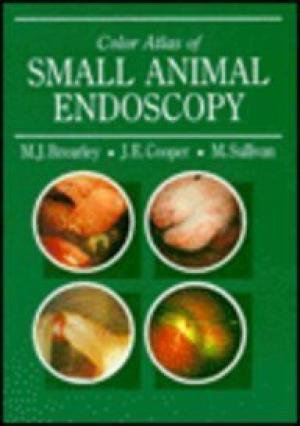 Color Atlas of
SMALL ANIMAL
ENDOSCOPY
M.J. Brearley • J.E. Cooper • M. Sullivan